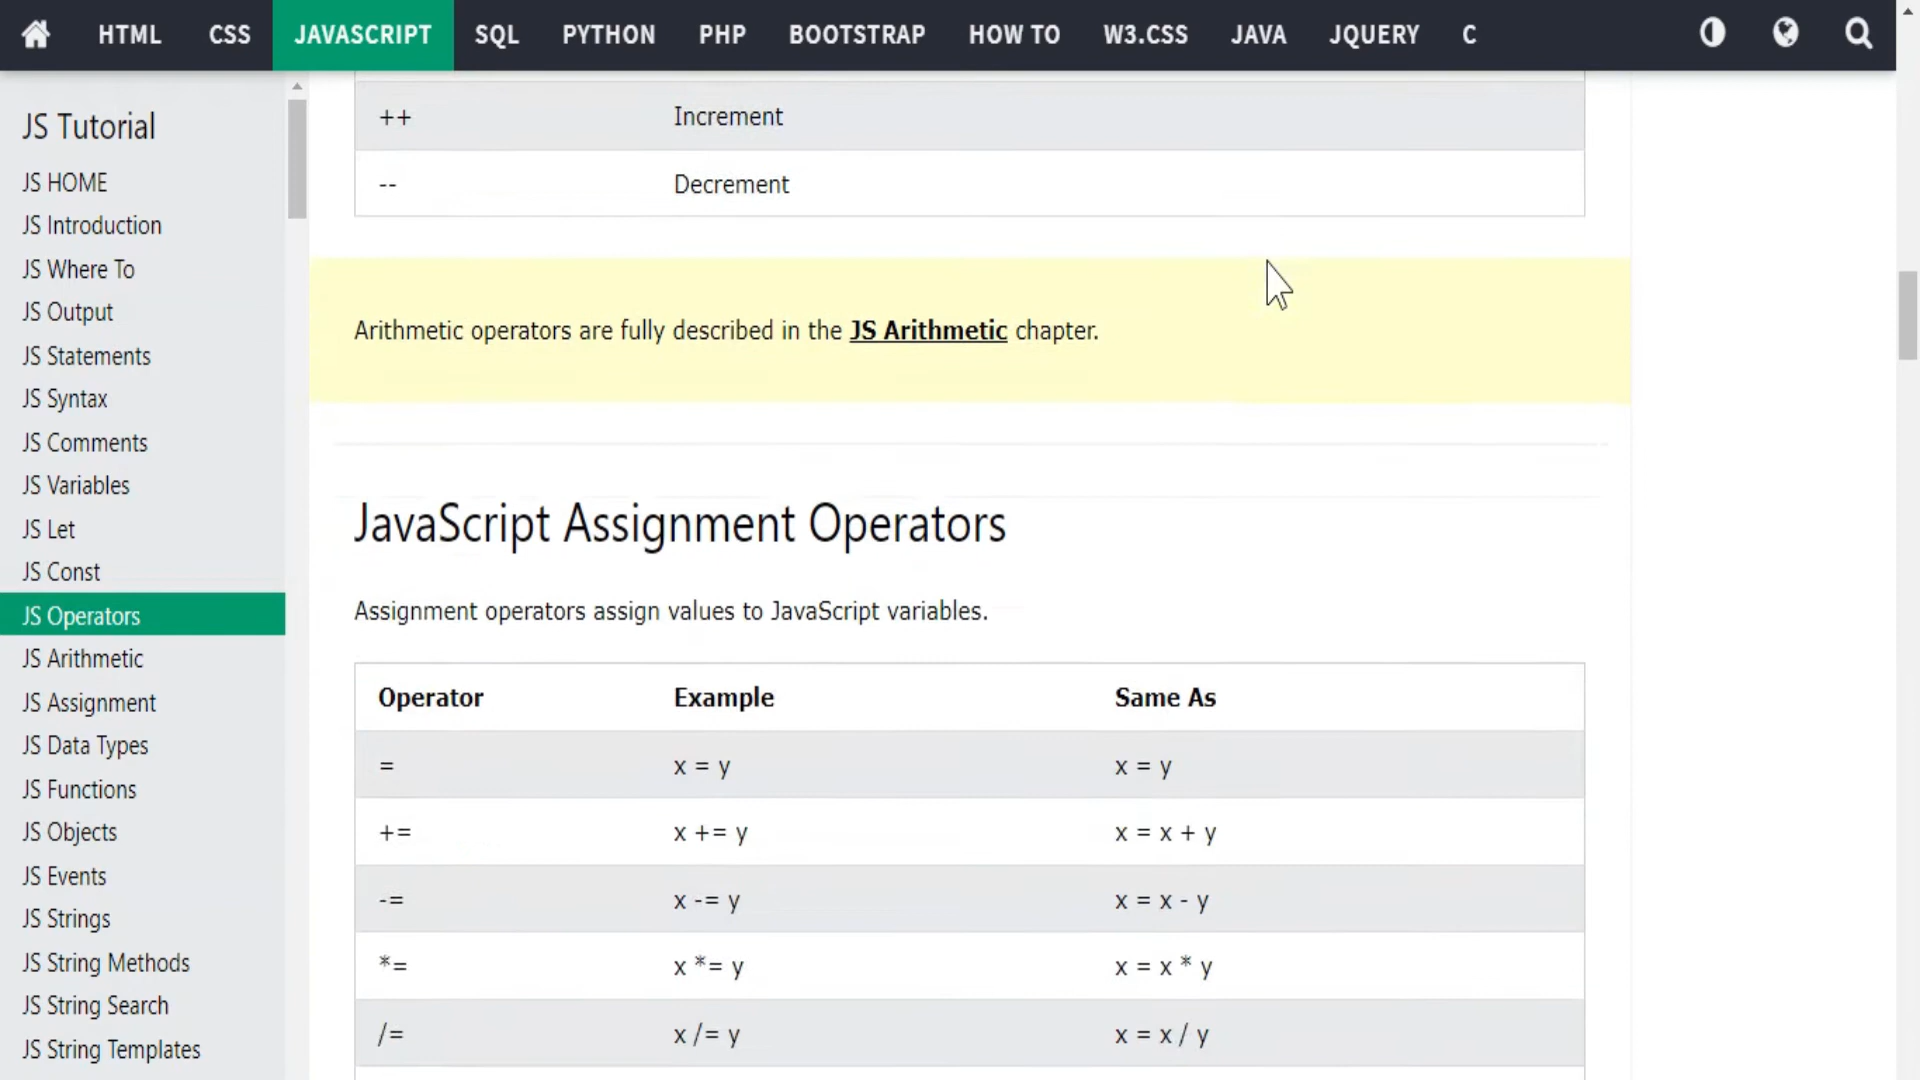 HTML CSS JAVASCRIPT SQL PYTHON PHP BOOTSTRAP HOW TO W3.CSS JAVA JQUERY C
JS Tutorial
JS HOME
JS Introduction
JS Where To
JS Output
JS Statements
JS Syntax
JS Comments
JS Variables
JS Let
JS Const
JS Operators
JS Arithmetic
JS Assignment
JS Data Types
JS Functions
JS Objects
JS Events
JS Strings
JS String Methods
JS String Search
JS String Templates
++ Increment
-- Decrement
Arithmetic operators are fully described in the JS Arithmetic chapter.
JavaScript Assignment Operators
Assignment operators assign values to JavaScript variables.
Operator Example Same As
= x = y x = y
+= x += y x = x + y
-= x -= y x = x - y
*= x *= y x = x * y
/= x /= y x = x / y